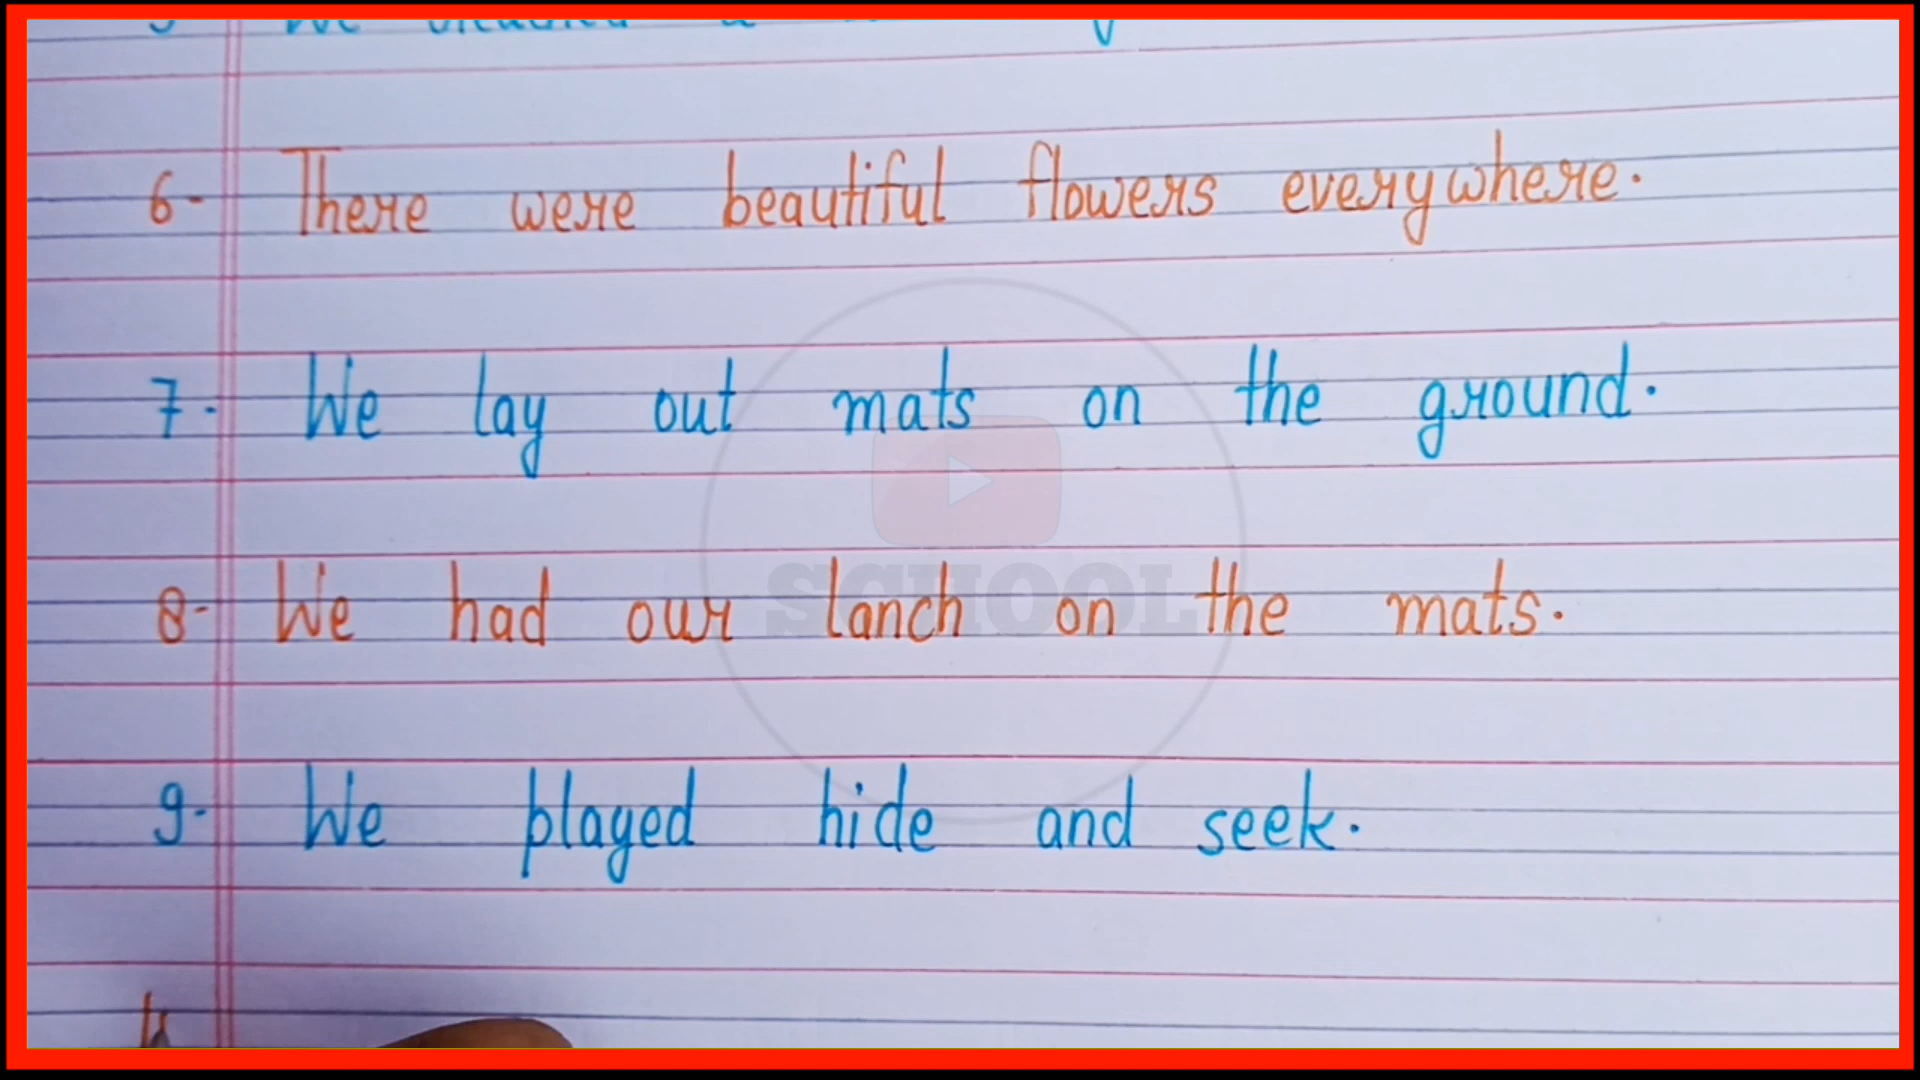 6- There were beautiful flowers everywhere.
7- We lay out mats on the ground.
8- We had our lanch on the mats.
SCHOOL
9- We played hide and seek.